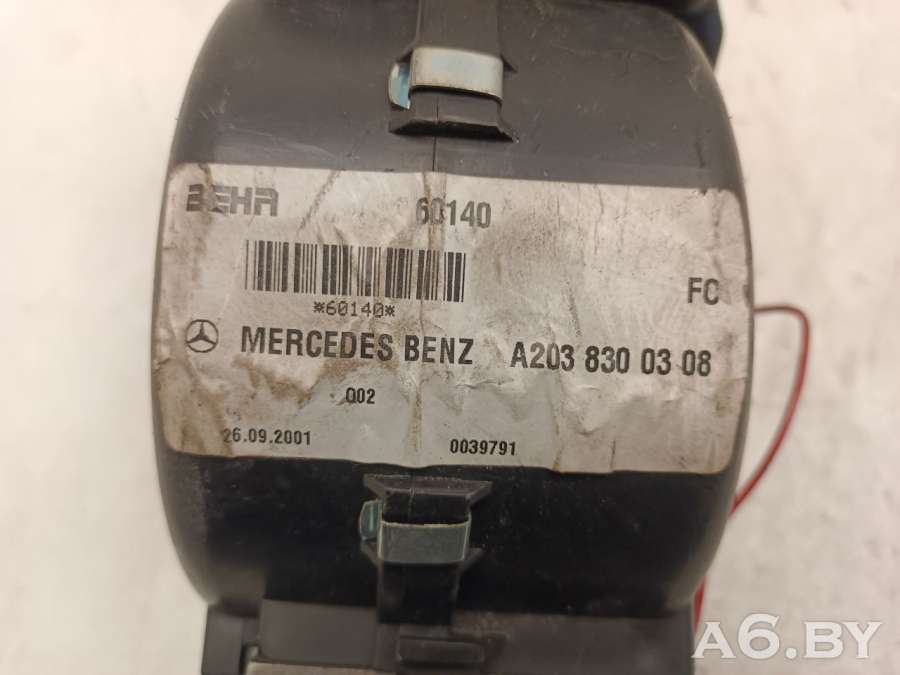 BEHR 60140
*60140*
FC
MERCEDES BENZ A203 830 03 08
Q02
26.09.2001 0039791
A6.BY